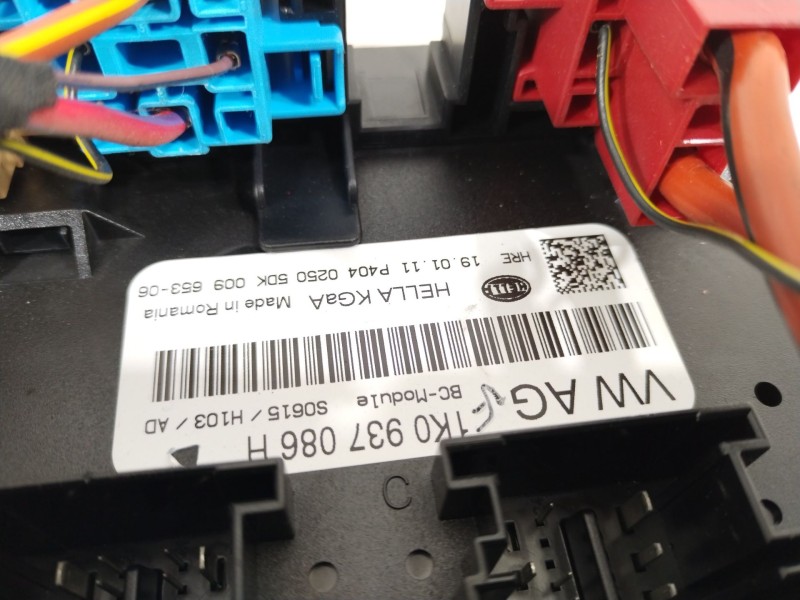 VW AG 1K0 937 086 H
BC-Module S0615 / H103 / AD
HELLA KGaA Made in Romania
HELLA
HRE 19.01.11 P404 0250 5DK 009 653-06
C